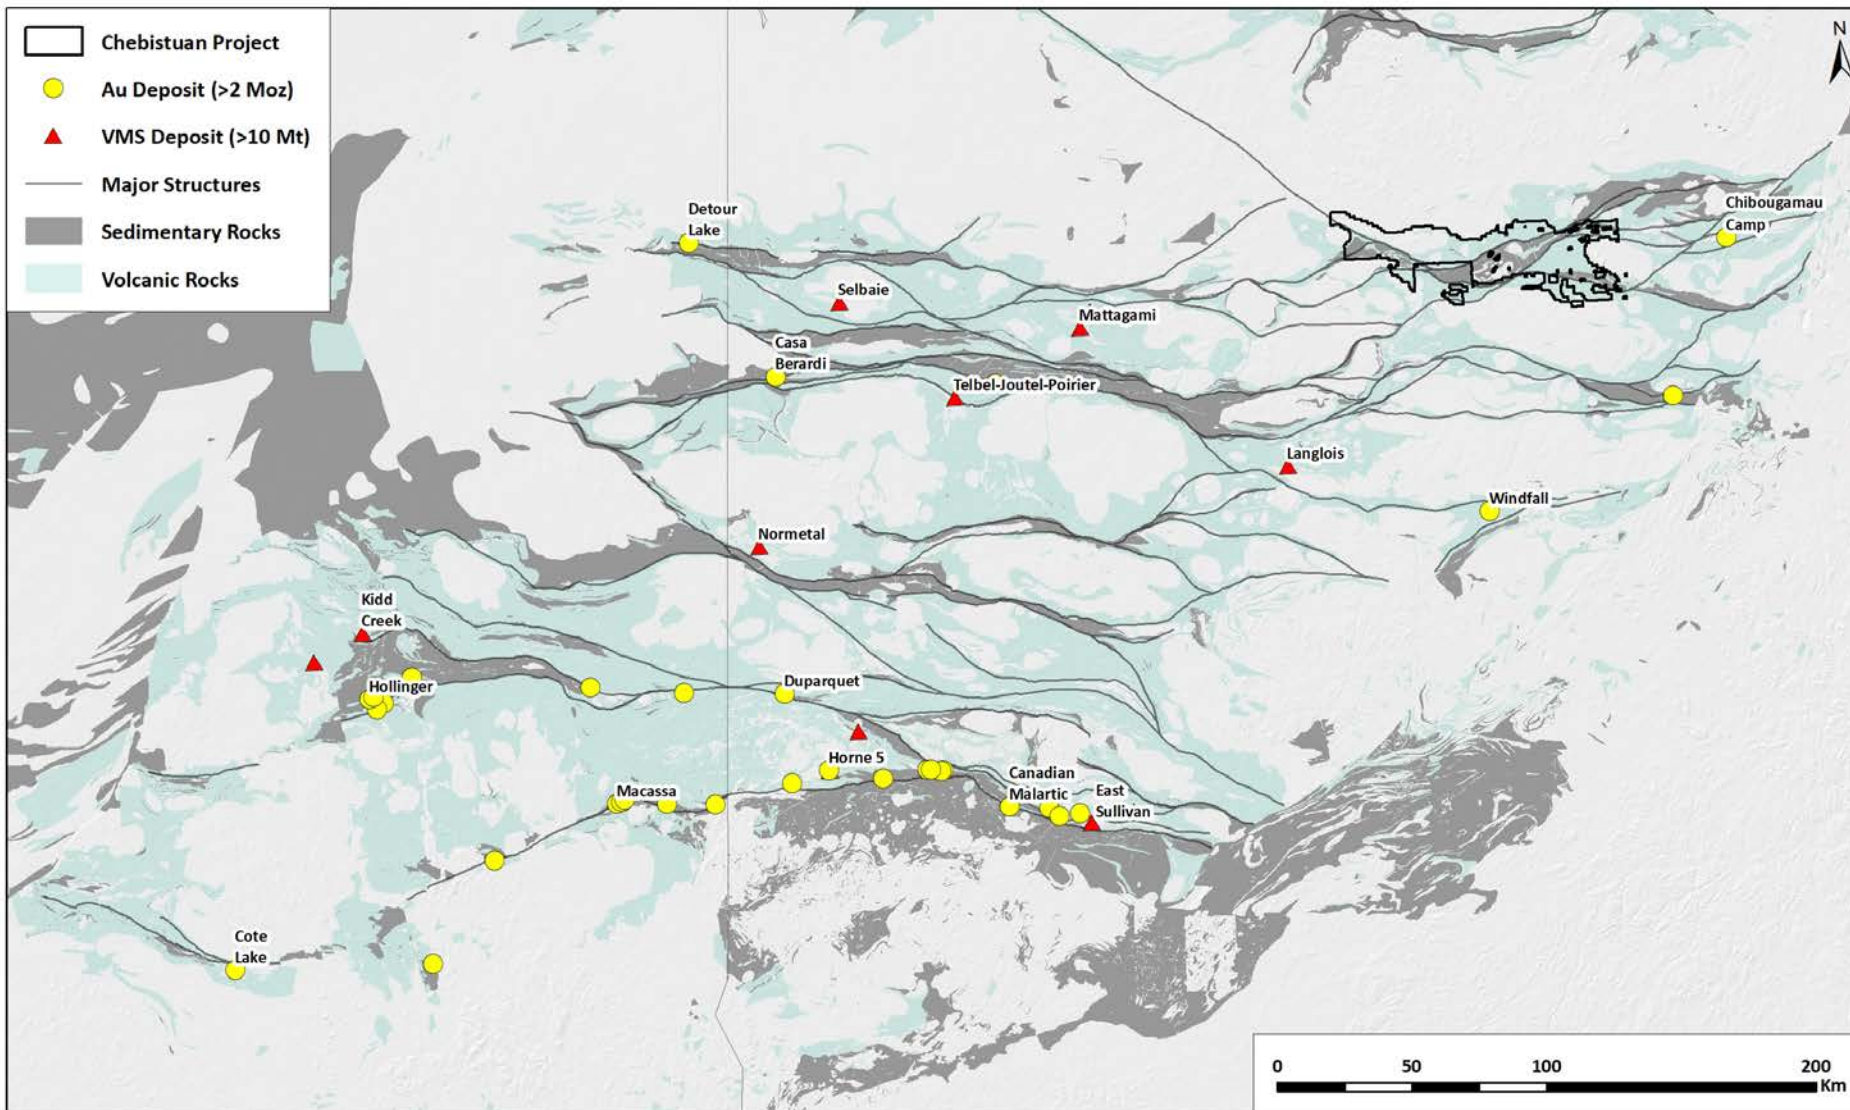 Chebistuan Project
Au Deposit (>2 Moz)
VMS Deposit (>10 Mt)
Major Structures
Sedimentary Rocks
Volcanic Rocks
N
Chibougamau
Camp
Detour
Lake
Selbaie
Mattagami
Casa
Berardi
Telbel-Joutel-Poirier
Langlois
Windfall
Normetal
Kidd
Creek
Hollinger
Duparquet
Horne 5
Macassa
Canadian
Malartic
East
Sullivan
Cote
Lake
0 50 100 200
Km